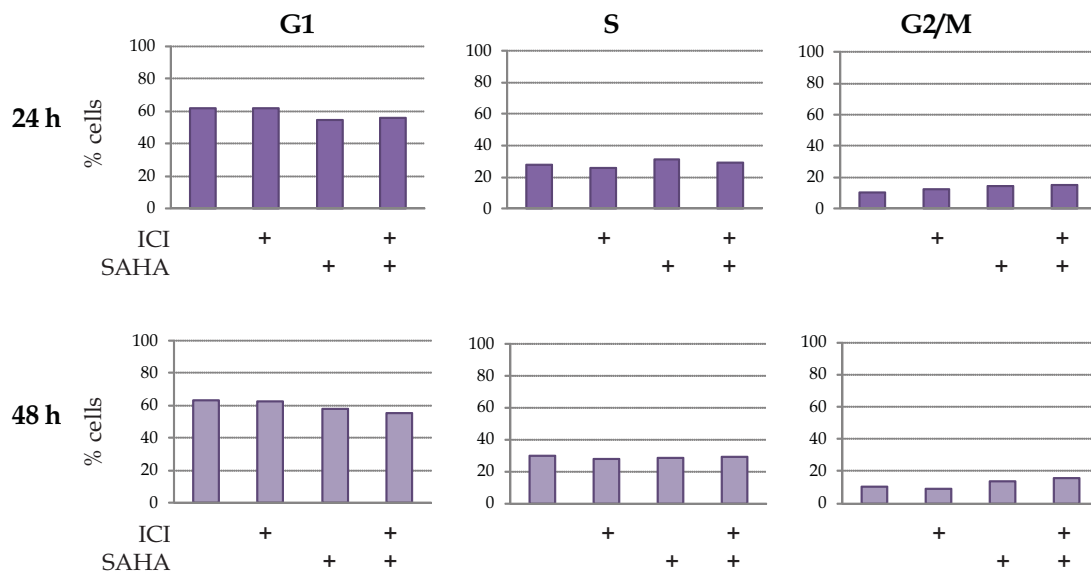 G1 S G2/M
24 h
% cells
100 100 100
80 80 80
60 60 60
40 40 40
20 20 20
0 0 0
ICI + + + + + +
SAHA + + + + + +
48 h
% cells
100 100 100
80 80 80
60 60 60
40 40 40
20 20 20
0 0 0
ICI + + + + + +
SAHA + + + + + +